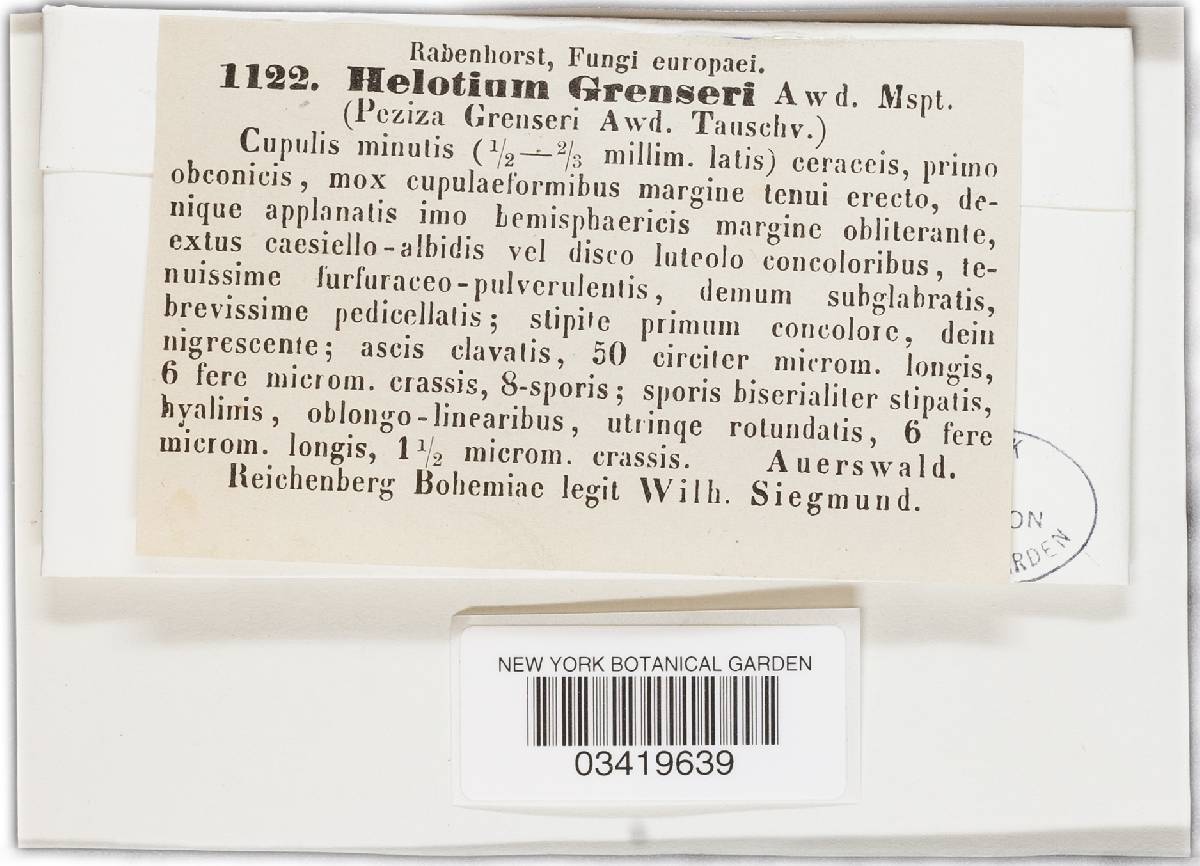 Rabenhorst, Fungi europaei.
1122. Helotium Grenseri Awd. Mspt.
(Peziza Grenseri Awd. Tauschv.)
Cupulis minutis (1/2—2/3 millim. latis) ceraceis, primo
obconicis, mox cupulaeformibus margine tenui erecto, de-
nique applanatis imo hemisphaericis margine obliterante,
extus caesiello-albidis vel disco luteolo concoloribus, te-
nuissime furfuraceo-pulverulentis, demum subglabratis,
brevissime pedicellatis; stipite primum concolore, dein
nigrescente; ascis clavatis, 50 circiter microm. longis,
6 fere microm. crassis, 8-sporis; sporis biserialiter stipatis,
hyalinis, oblongo-linearibus, utrinqe rotundatis, 6 fere
microm. longis, 1 1/2 microm. crassis. Auerswald.
Reichenberg Bohemiae legit Wilh. Siegmund.
NEW YORK BOTANICAL GARDEN
03419639